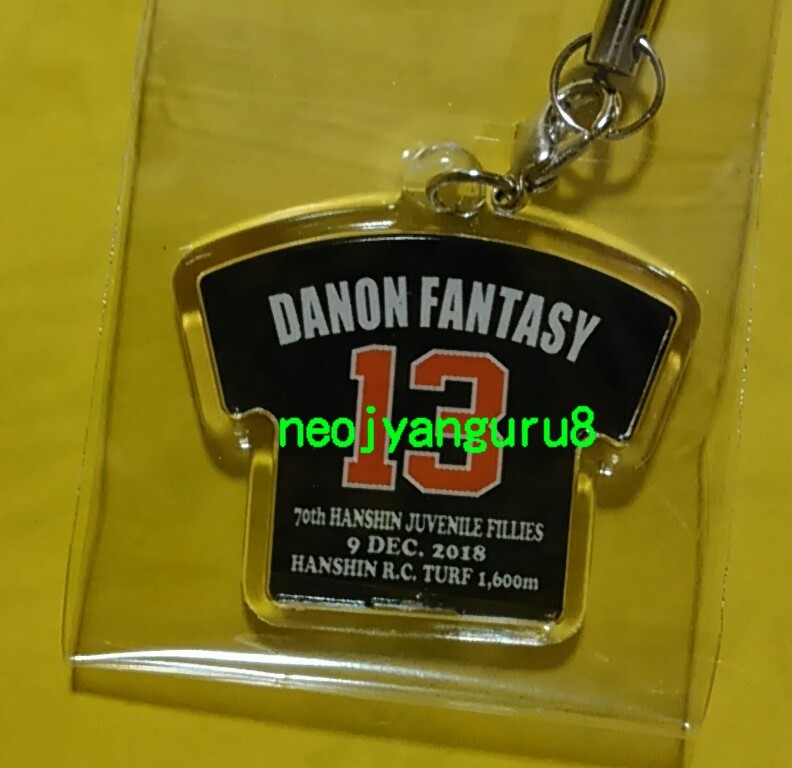 DANON FANTASY
13
neojyanguru8
70th HANSHIN JUVENILE FILLIES
9 DEC. 2018
HANSHIN R.C. TURF 1,600m